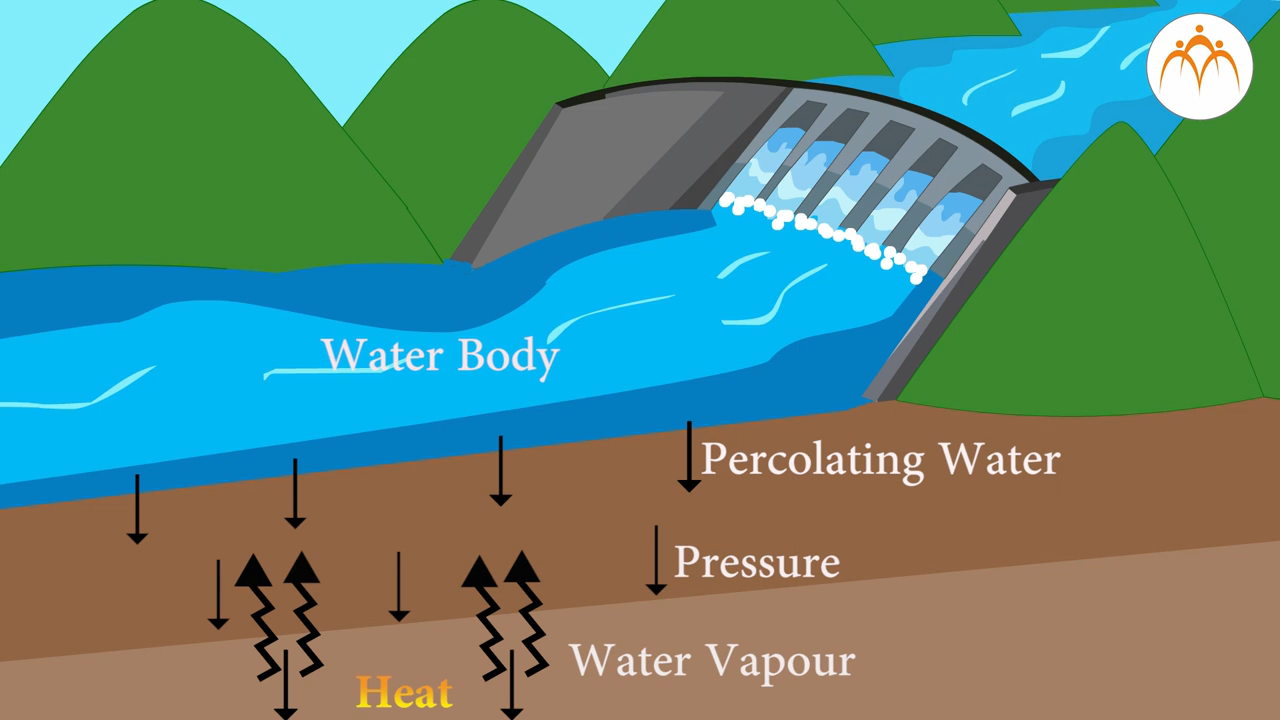 Water Body
Percolating Water
Pressure
Water Vapour
Heat